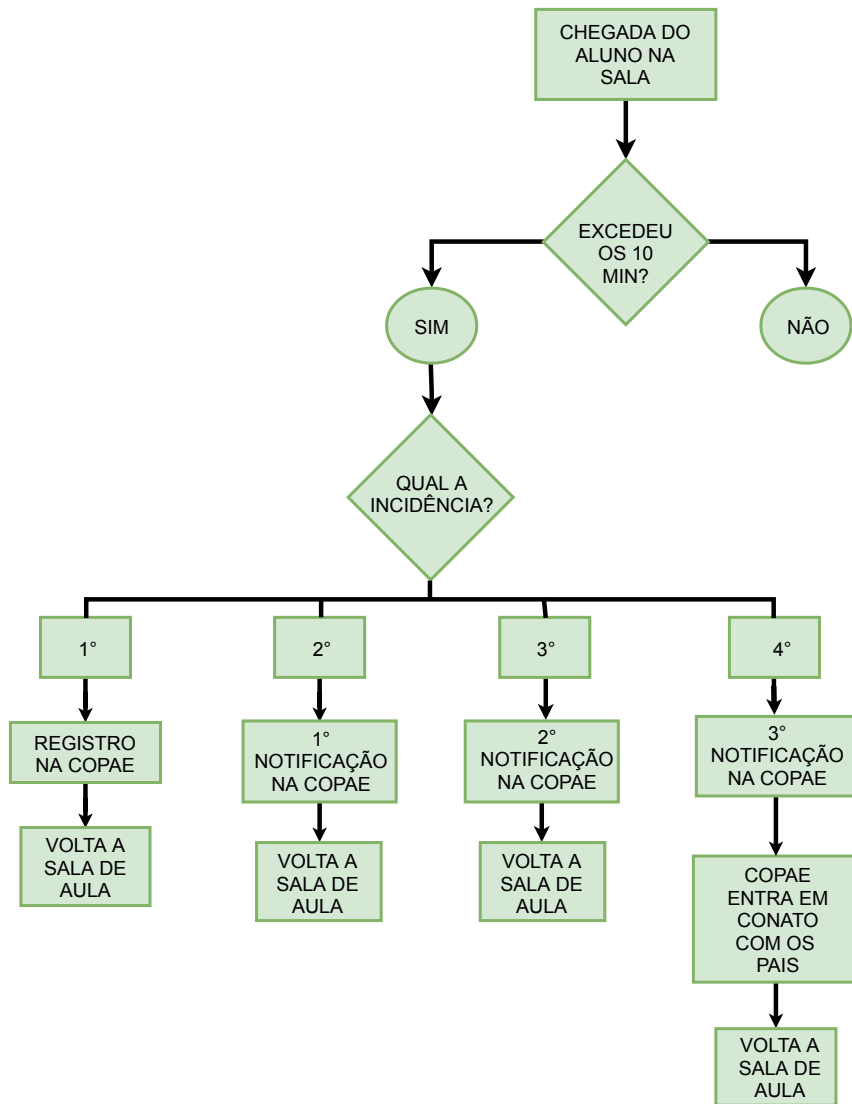 CHEGADA DO
ALUNO NA
SALA
EXCEDEU
OS 10
MIN?
SIM
NÃO
QUAL A
INCIDÊNCIA?
1°
2°
3°
4°
REGISTRO
NA COPAE
1°
NOTIFICAÇÃO
NA COPAE
2°
NOTIFICAÇÃO
NA COPAE
3°
NOTIFICAÇÃO
NA COPAE
VOLTA A
SALA DE
AULA
VOLTA A
SALA DE
AULA
VOLTA A
SALA DE
AULA
COPAE
ENTRA EM
CONATO
COM OS
PAIS
VOLTA A
SALA DE
AULA